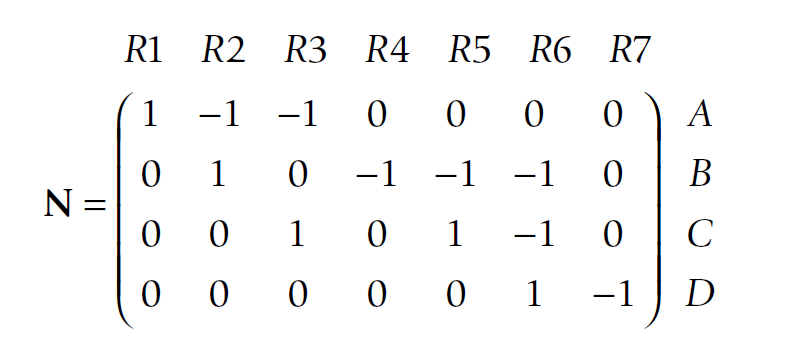 R1 R2 R3 R4 R5 R6 R7
1 −1 −1 0 0 0 0 A
0 1 0 −1 −1 −1 0 B
N =
0 0 1 0 1 −1 0 C
0 0 0 0 0 1 −1 D